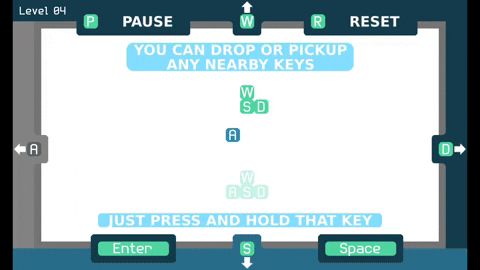 Level 04
P PAUSE W R RESET
YOU CAN DROP OR PICKUP
ANY NEARBY KEYS
W
S D
A
A D
W
A S D
JUST PRESS AND HOLD THAT KEY
Enter S Space